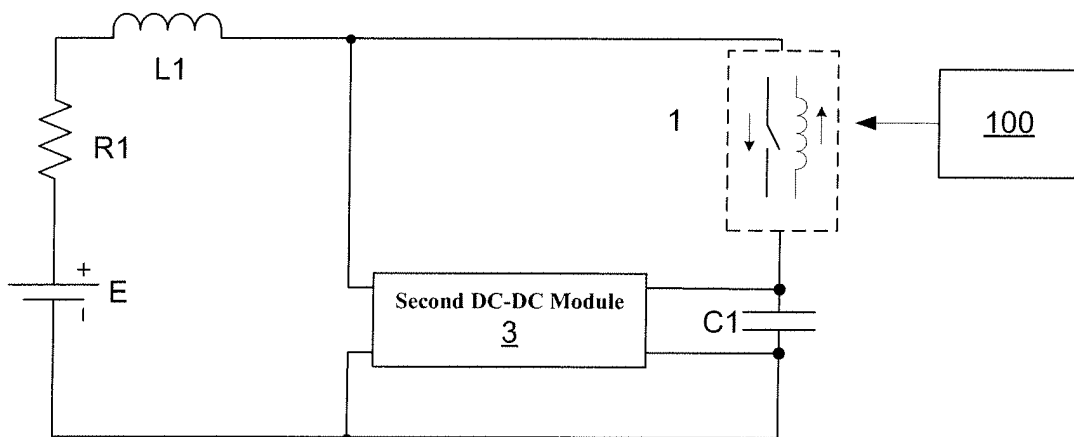 L1
1
100
R1
+
E
-
Second DC-DC Module
3
C1